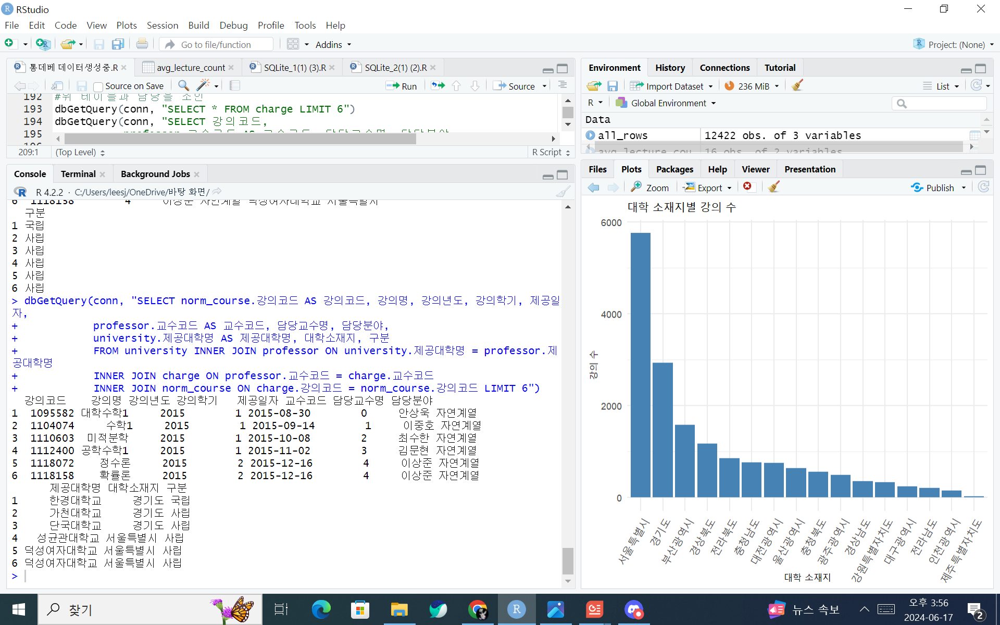 RStudio
File Edit Code View Plots Session Build Debug Profile Tools Help
Go to file/function Addins Project: (None)
통데베 데이터생성중.R avg_lecture_count SQLite_1(1) (3).R SQLite_2(1) (2).R
Source on Save Run Source
192 #위 테이블과 담당을 조인
193 dbGetQuery(conn, "SELECT * FROM charge LIMIT 6")
194 dbGetQuery(conn, "SELECT 강의코드,
195 professor.교수코드 AS 교수코드, 담당교수명, 담당분야
196
209:1 (Top Level) R Script
Console Terminal Background Jobs
R 4.2.2 · C:/Users/leesj/OneDrive/바탕 화면/
6 1118158 4 이상준 자연계열 덕성여자대학교 서울특별시
구분
1 국립
2 사립
3 사립
4 사립
5 사립
6 사립
> dbGetQuery(conn, "SELECT norm_course.강의코드 AS 강의코드, 강의명, 강의년도, 강의학기, 제공일
자,
+ professor.교수코드 AS 교수코드, 담당교수명, 담당분야,
+ university.제공대학명 AS 제공대학명, 대학소재지, 구분
+ FROM university INNER JOIN professor ON university.제공대학명 = professor.제
공대학명
+ INNER JOIN charge ON professor.교수코드 = charge.교수코드
+ INNER JOIN norm_course ON charge.강의코드 = norm_course.강의코드 LIMIT 6")
강의코드 강의명 강의년도 강의학기 제공일자 교수코드 담당교수명 담당분야
1 1095582 대학수학1 2015 1 2015-08-30 0 안상욱 자연계열
2 1104074 수학1 2015 1 2015-09-14 1 이중호 자연계열
3 1110603 미적분학 2015 1 2015-10-08 2 최수한 자연계열
4 1112400 공학수학1 2015 1 2015-11-02 3 김문현 자연계열
5 1118072 정수론 2015 2 2015-12-16 4 이상준 자연계열
6 1118158 확률론 2015 2 2015-12-16 4 이상준 자연계열
제공대학명 대학소재지 구분
1 한경대학교 경기도 국립
2 가천대학교 경기도 사립
3 단국대학교 경기도 사립
4 성균관대학교 서울특별시 사립
5 덕성여자대학교 서울특별시 사립
6 덕성여자대학교 서울특별시 사립
>
Environment History Connections Tutorial
Import Dataset 236 MiB List
R Global Environment
Data
all_rows 12422 obs. of 3 variables
avg_lecture_cou… 16 obs. of 2 variables
Files Plots Packages Help Viewer Presentation
Zoom Export Publish
대학 소재지별 강의 수
6000
4000
2000
0
강의 수
서울특별시 경기도 부산광역시 경상북도 전라북도 충청남도 대전광역시 울산광역시 충청북도 광주광역시 경상남도 강원특별자치도 대구광역시 전라남도 인천광역시 제주특별자치도
대학 소재지
찾기 뉴스 속보 오후 3:56
2024-06-17 2